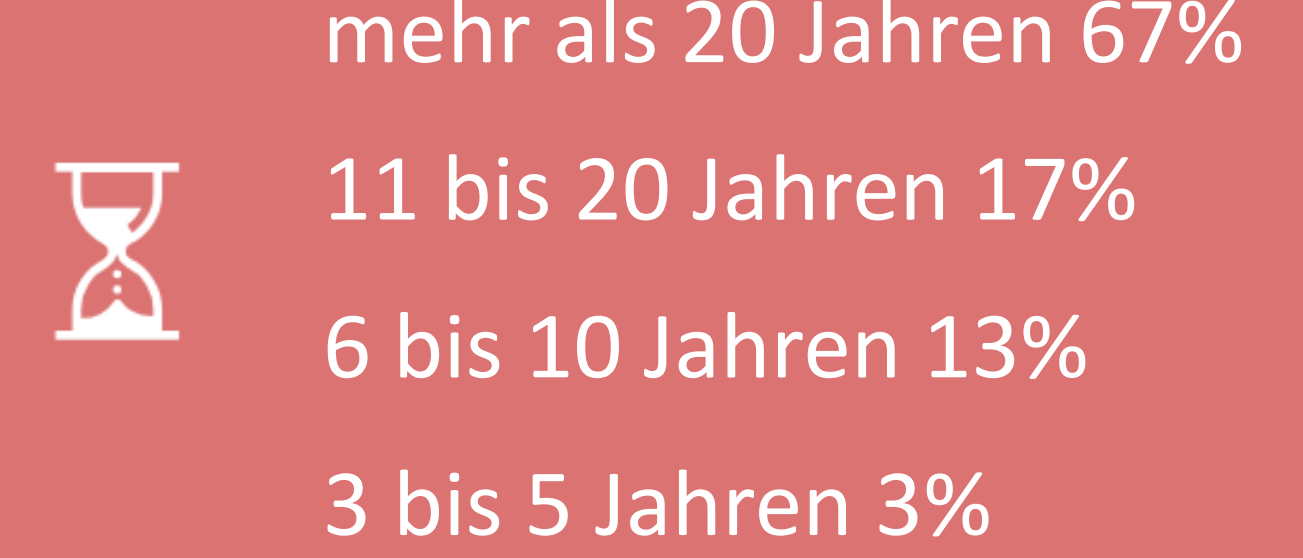 mehr als 20 Jahren 67%
11 bis 20 Jahren 17%
6 bis 10 Jahren 13%
3 bis 5 Jahren 3%